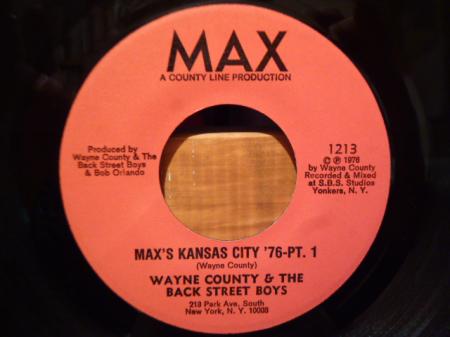 MAX
A COUNTY LINE PRODUCTION
Produced by
Wayne County & The
Back Street Boys
& Bob Orlando
1213
© ℗ 1976
by Wayne County
Recorded & Mixed
at S.B.S. Studios
Yonkers, N. Y.
MAX'S KANSAS CITY '76-PT. 1
(Wayne County)
WAYNE COUNTY & THE
BACK STREET BOYS
213 Park Ave. South
New York, N. Y. 10003